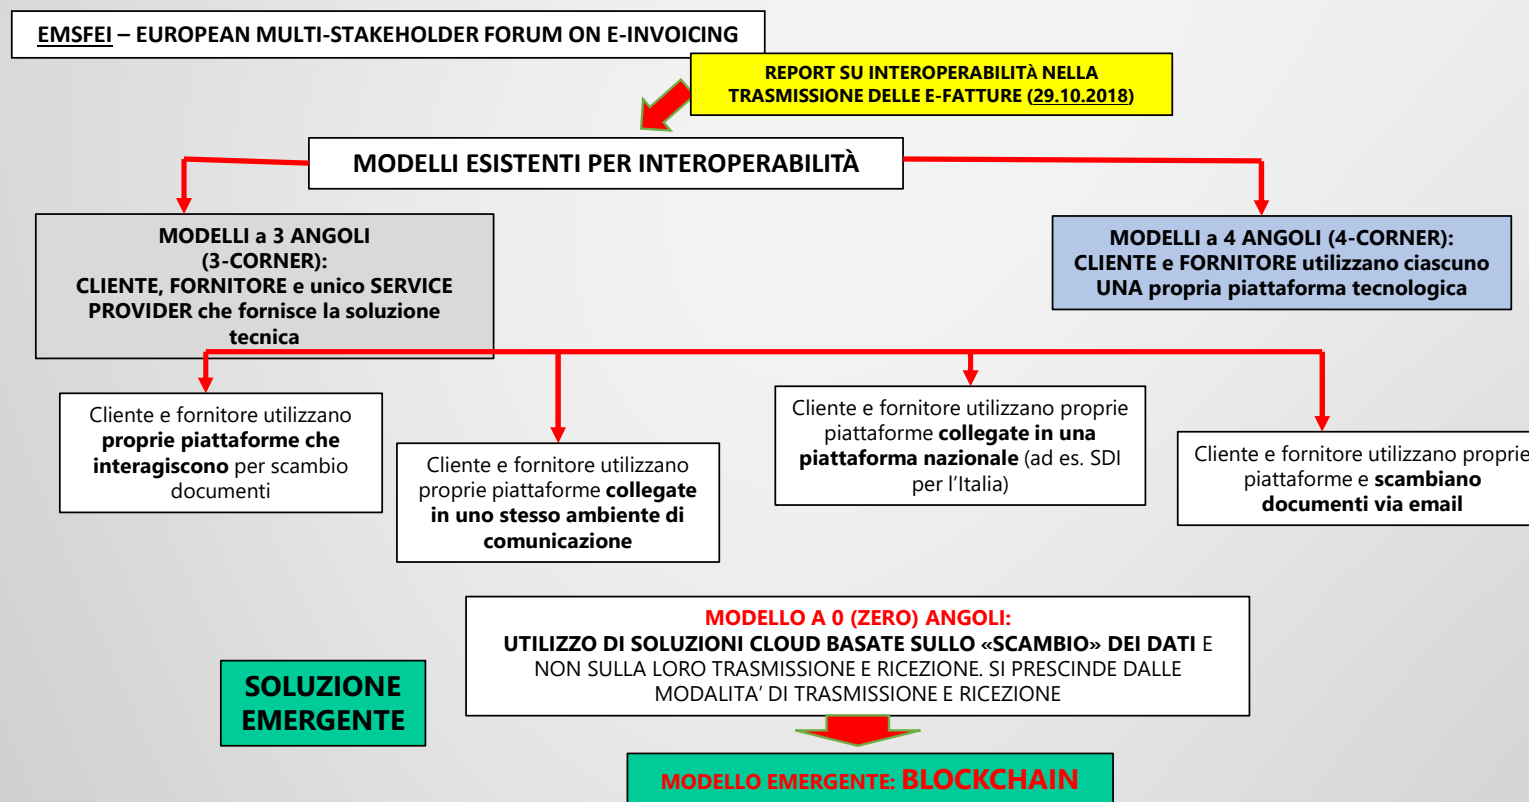 EMSFEI – EUROPEAN MULTI-STAKEHOLDER FORUM ON E-INVOICING
REPORT SU INTEROPERABILITÀ NELLA
TRASMISSIONE DELLE E-FATTURE (29.10.2018)
MODELLI ESISTENTI PER INTEROPERABILITÀ
MODELLI a 3 ANGOLI
(3-CORNER):
CLIENTE, FORNITORE e unico SERVICE
PROVIDER che fornisce la soluzione
tecnica
MODELLI a 4 ANGOLI (4-CORNER):
CLIENTE e FORNITORE utilizzano ciascuno
UNA propria piattaforma tecnologica
Cliente e fornitore utilizzano
proprie piattaforme che
interagiscono per scambio
documenti
Cliente e fornitore utilizzano
proprie piattaforme collegate
in uno stesso ambiente di
comunicazione
Cliente e fornitore utilizzano proprie
piattaforme collegate in una
piattaforma nazionale (ad es. SDI
per l’Italia)
Cliente e fornitore utilizzano proprie
piattaforme e scambiano
documenti via email
MODELLO A 0 (ZERO) ANGOLI:
UTILIZZO DI SOLUZIONI CLOUD BASATE SULLO «SCAMBIO» DEI DATI E
NON SULLA LORO TRASMISSIONE E RICEZIONE. SI PRESCINDE DALLE
MODALITA’ DI TRASMISSIONE E RICEZIONE
SOLUZIONE
EMERGENTE
MODELLO EMERGENTE: BLOCKCHAIN